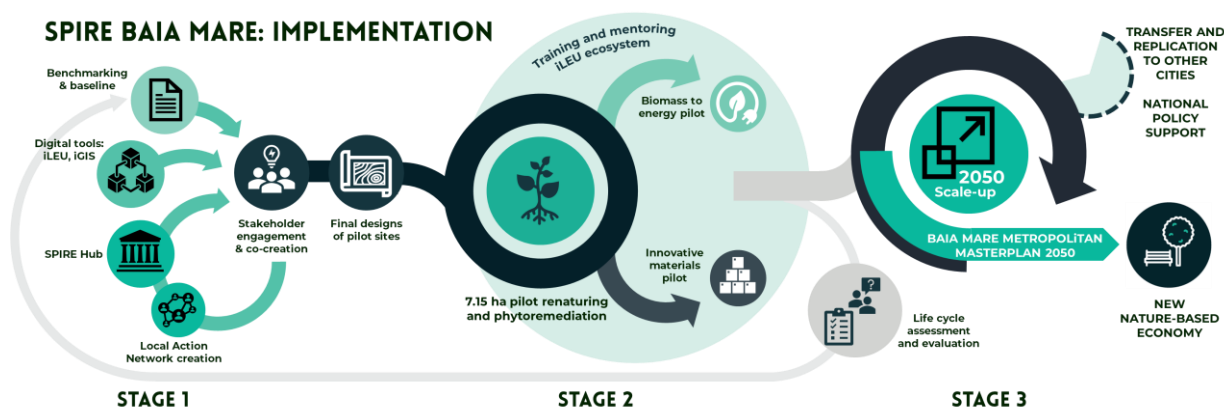 SPIRE BAIA MARE: IMPLEMENTATION
Benchmarking
& baseline
Digital tools:
iLEU, iGIS
SPIRE Hub
Local Action
Network creation
Stakeholder
engagement
& co-creation
Final designs
of pilot sites
STAGE 1
Training and mentoring
iLEU ecosystem
Biomass to
energy pilot
Innovative
materials
pilot
7.15 ha pilot renaturing
and phytoremediation
STAGE 2
Life cycle
assessment
and evaluation
2050
Scale-up
BAIA MARE METROPOLiTAN
MASTERPLAN 2050
TRANSFER AND
REPLICATION
TO OTHER
CITIES
NATIONAL
POLICY
SUPPORT
NEW
NATURE-BASED
ECONOMY
STAGE 3